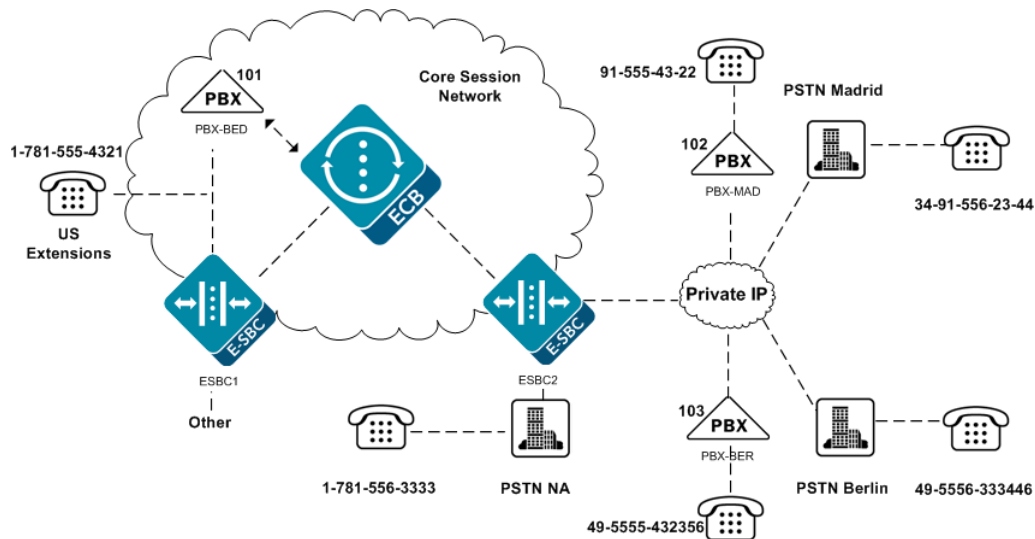 101
PBX
PBX-BED
Core Session
Network
ECB
1-781-555-4321
US
Extensions
E-SBC
ESBC1
Other
E-SBC
ESBC2
1-781-556-3333
PSTN NA
91-555-43-22
102
PBX
PBX-MAD
PSTN Madrid
34-91-556-23-44
Private IP
103
PBX
PBX-BER
49-5555-432356
PSTN Berlin
49-5556-333446